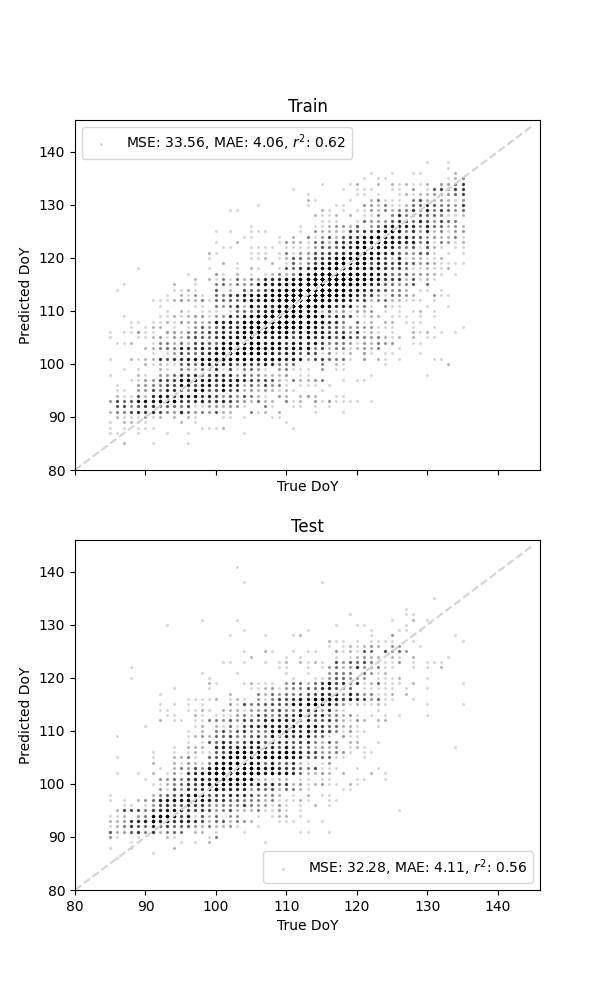 Train
MSE: 33.56, MAE: 4.06, r²: 0.62
140
130
120
110
100
90
80
Predicted DoY
True DoY
Test
140
130
120
110
100
90
80
Predicted DoY
MSE: 32.28, MAE: 4.11, r²: 0.56
80 90 100 110 120 130 140
True DoY